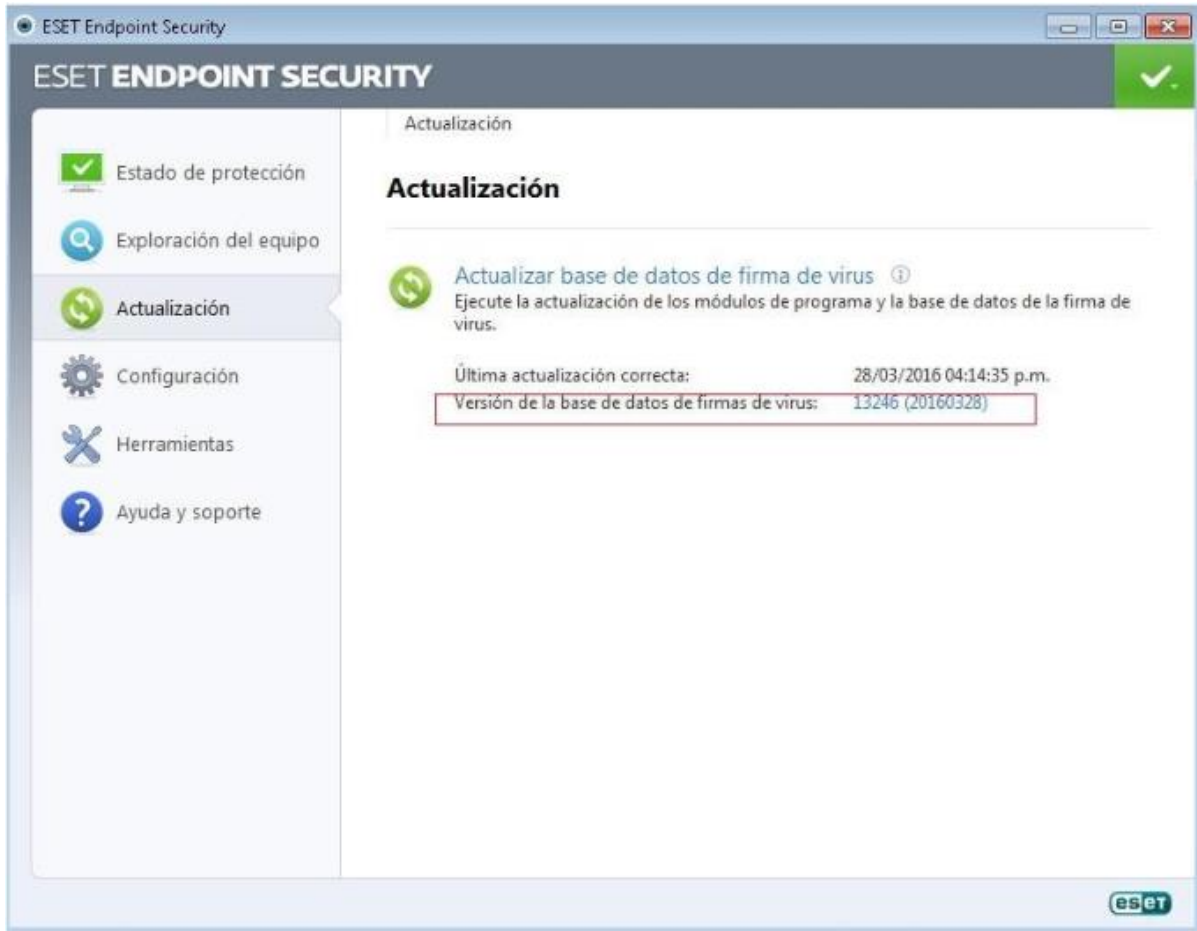 ESET Endpoint Security
ESET ENDPOINT SECURITY
Actualización
Estado de protección
Exploración del equipo
Actualización
Configuración
Herramientas
Ayuda y soporte
Actualización
Actualizar base de datos de firma de virus
Ejecute la actualización de los módulos de programa y la base de datos de la firma de
virus.
Última actualización correcta: 28/03/2016 04:14:35 p.m.
Versión de la base de datos de firmas de virus: 13246 (20160328)
eseT